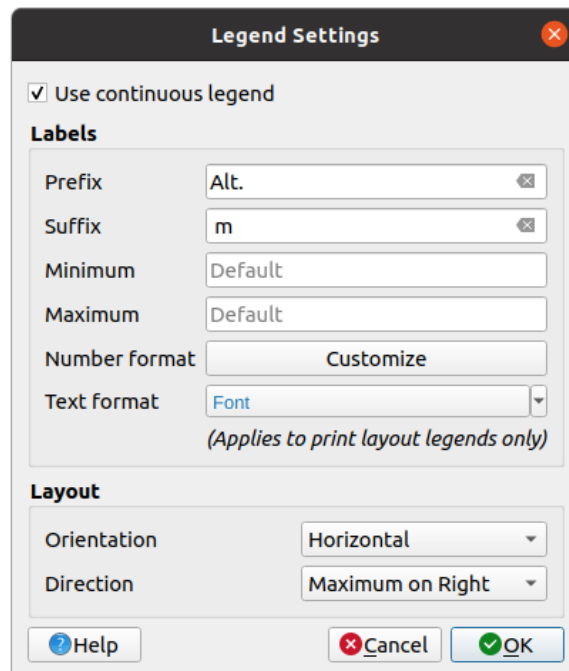 Legend Settings
Use continuous legend
Labels
Prefix Alt.
Suffix m
Minimum Default
Maximum Default
Number format Customize
Text format Font
(Applies to print layout legends only)
Layout
Orientation Horizontal
Direction Maximum on Right
Help Cancel OK